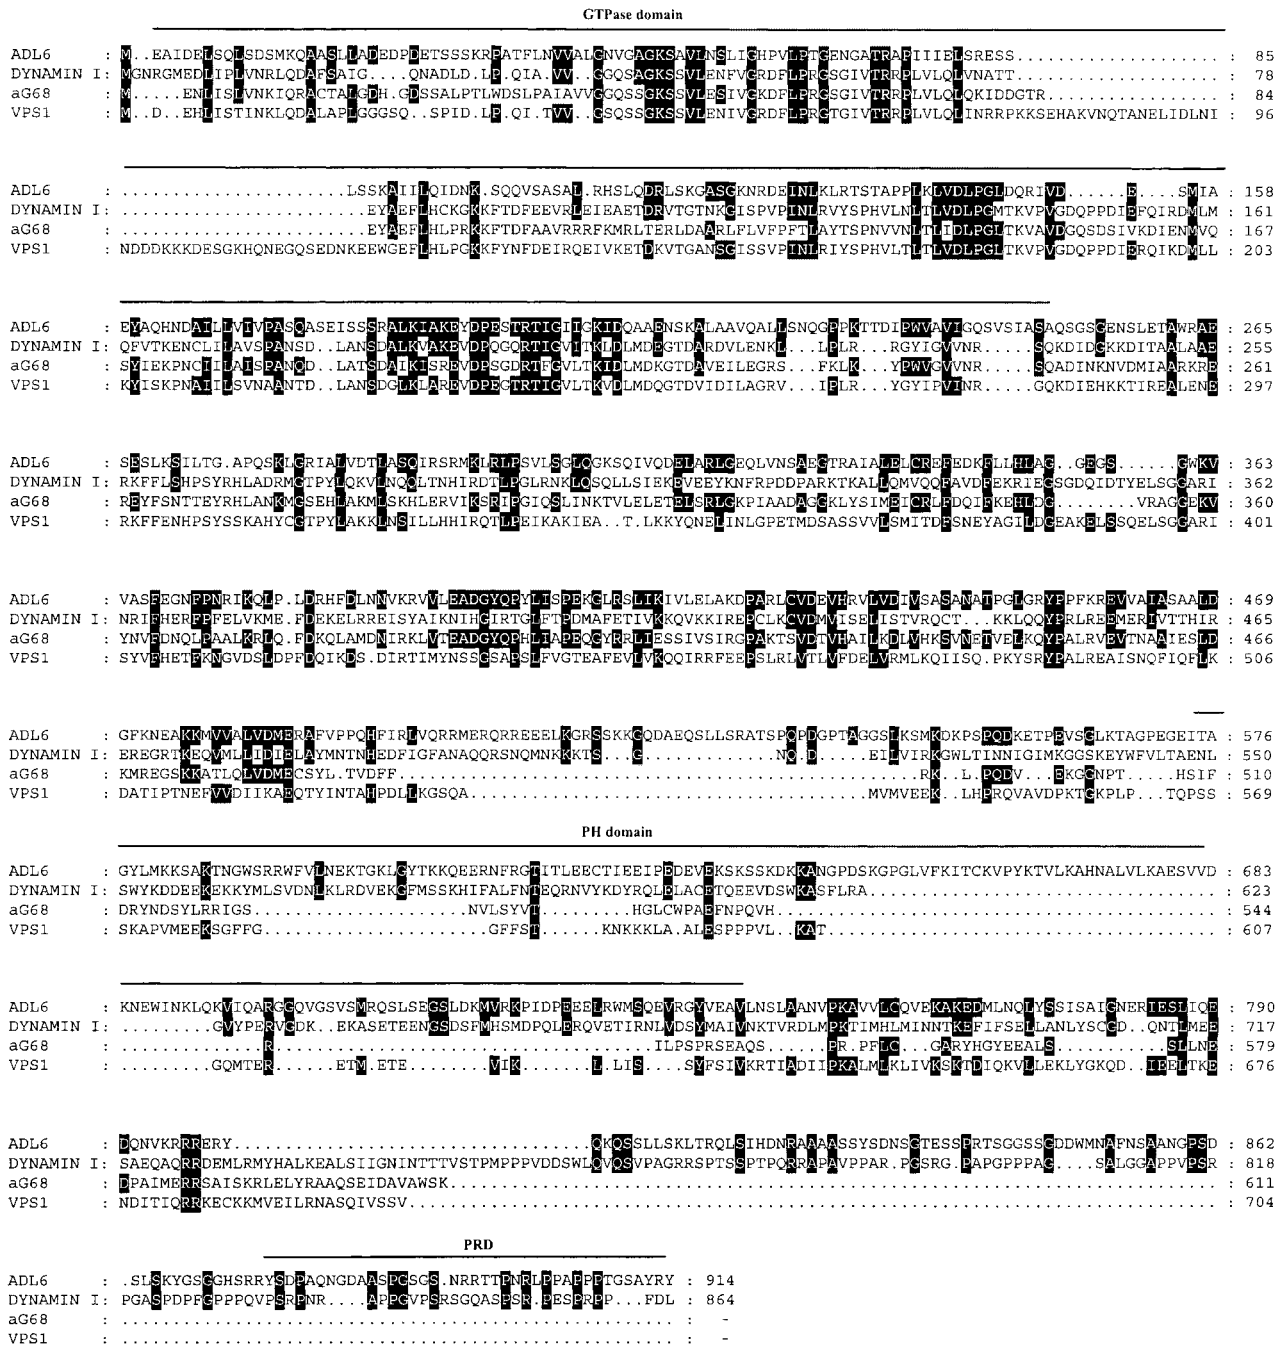 GTPase domain
ADL6 : M..EAIDELSQLSDSMKQAASLLADEDPDETSSSKRPATFLNVVALGNVGAGKSAVLNSLIGHPVLPTGENGATRAPIIIELSRESS............... : 85
DYNAMIN I: MGNRGMEDLIPLVNRLQDAFSAIG....QNADLD.LP.QIA.VV..GGQSAGKSSVLENFVGRDFLPRGSGIVTRRPLVLQLVNATT............... : 78
aG68 : M.....ENLISLVNKIQRACTALGDH.GDSSALPTLWDSLPAIAVVGGQSSGKSSVLESIVGKDFLPRGSGIVTRRPLVLQLQKIDDGTR............. : 84
VPS1 : M..D..EHLISTINKLQDALAPLGGGSQ..SPID.LP.QI.TVV..GSQSSGKSSVLENIVGRDFLPRGTGIVTRRPLVLQLINRRPKKSEHAKVNQTANELIDLNI : 96
ADL6 : .....................LSSKAIILQIDNK.SQQVSASAL.RHSLQDRLSKGASGKNRDEINLKLRTSTAPPLKLVDLPGLDQRIVD.....E....SMIA : 158
DYNAMIN I: .......................EYAEFLHCKGKKFTDFEEVRLEIEAETDRVTGTNKGISPVPINLRVYSPHVLNLTLVDLPGMTKVPVGDQPPDIEFQIRDMLM : 161
aG68 : .......................EYAEFLHLPRKKFTDFAAVRRRFKMRLTERLDAARLFLVFPFTLAYTSPNVVNLTLIDLPGLTKVAVDGQSDSIVKDIENMVQ : 167
VPS1 : NDDDKKKDESGKHQNEGQSEDNKEEWGEFLHLPGKKFYNFDEIRQEIVKETDKVTGANSGISSVPINLRIYSPHVLTLTLVDLPGLTKVPVGDQPPDIERQIKDMLL : 203
ADL6 : EYAQHNDAILLVIVPASQASEISSSRALKIAKEYDPESTRTIGIIGKIDQAAENSKALAAVQALLSNQGPPKTTDIPWVAVIGQSVSIASAQSGSGENSLETAWRAE : 265
DYNAMIN I: QFVTKENCLILAVSPANSD..LANSDALKVAKEVDPQGQRTIGVITKLDLMDEGTDARDVLENKL...LPLR...RGYIGVVNR.....SQKDIDGKKDITAALAAE : 255
aG68 : SYIEKPNCIILAISPANQD..LATSDAIKISREVDPSGDRTFGVLTKIDLMDKGTDAVEILEGRS...FKLK...YPWVGVVNR.....SQADINKNVDMIAARKRE : 261
VPS1 : KYISKPNAIILSVNAANTD..LANSDGLKLAREVDPEGTRTIGVLTKVDLMDQGTDVIDILAGRV...IPLR...YGYIPVINR.....GQKDIEHKKTIREALENE : 297
ADL6 : SESLKSILTG.APQSKLGRIALVDTLASQIRSRMKLRLPSVLSGLQGKSQIVQDELARLGEQLVNSAEGTRAIALELCREFEDKFLLHLAG..GEGS......GWKV : 363
DYNAMIN I: RKFFLSHPSYRHLADRMGTPYLQKVLNQQLTNHIRDTLPGLRNKLQSQLLSIEKEVEEYKNFRPDDPARKTKALLQMVQQFAVDFEKRIEGSGDQIDTYELSGGARI : 362
aG68 : REYFSNTTEYRHLANKMGSEHLAKMLSKHLERVIKSRIPGIQSLINKTVLELETELSRLGKPIAADAGGKLYSIMEICRLFDQIFKEHLDG.......VRAGGEKV : 360
VPS1 : RKFFENHPSYSSKAHYCGTPYLAKKLNSILLHHIRQTLPEIKAKIEA..T.LKKYQNELINLGPETMDSASSVVLSMITDFSNEYAGILDGEAKELSSQELSGGARI : 401
ADL6 : VASFEGNFPNRIKQLP.LDRHFDLNNVKRVVLEADGYQPYLISPEKGLRSLIKIVLELAKDPARLCVDEVHRVLVDIVSASANATPGLGRYPPFKREVVAIASAALD : 469
DYNAMIN I: NRIFHERFPFELVKME.FDEKELRREISYAIKNIHGIRTGLFTPDMAFETIVKKQVKKIREPCLKCVDMVISELISTVRQCT....KKLQQYPRLREEMERIVTTHIR : 465
aG68 : YNVFDNQLPAALKRLQ.FDKQLAMDNIRKLVTEADGYQPHLIAPEQGYRRLIESSIVSIRGPAKTSVDTVHAILKDLVHKSVNETVELKQYPALRVEVTNAAIESLD : 466
VPS1 : SYVFHETFKNGVDSLDPFDQIKDS.DIRTIMYNSSGSAPSLFVGTEAFEVLVKQQIRRFEEPSLRLVTLVFDELVRMLKQIISQ.PKYSRYPALREAISNQFIQFLK : 506
ADL6 : GFKNEAKKMVVALVDMERAFVPPQHFIRLVQRRMERQRREEELKGRSSKKGQDAEQSLLSRATSPQPDGPTAGGSLKSMKDKPSPQDKETPEVSGLKTAGPEGEITA : 576
DYNAMIN I: EREGRTKEQVMLLIDIELAYMNTNHEDFIGFANAQQRSNQMNKKKT...G.............NQ.D.....EILVIRKGWLTINNIGIMKGGSKEYWFVLTAENL : 550
aG68 : KMREGSKKATLQLVDMECSYL.TVDFF..................................................RK..L.PQDV...EKGGNPT....HSIF : 510
VPS1 : DATIPTNEFVVDIIKAEQTYINTAHPDLLKGSQA.......................................MVMVEEK..LHPRQVAVDPKTGKPLP...TQPSS : 569
PH domain
ADL6 : GYLMKKSAKTNGWSRRWFVLNEKTGKLGYTKKQEERNFRGTITLEECTIEEIPEDEVEKSKSSKDKKANGPDSKGPGLVFKITCKVPYKTVLKAHNALVLKAESVVD : 683
DYNAMIN I: SWYKDDEEKEKKYMLSVDNLKLRDVEKGFMSSKHIFALFNTEQRNVYKDYRQLELACETQEEVDSWKASFLRA.................................. : 623
aG68 : DRYNDSYLRRIGS.....................NVLSYVT.........HGLCWPAEFNPQVH........................................... : 544
VPS1 : SKAPVMEEKSGFFG......................GFFST.........KNKKKLA.ALESPPPVL..KAT................................... : 607
ADL6 : KNEWINKLQKVIQARGGQVGSVSMRQSLSEGSLDKMVRKPIDPEEELRWMSQEVRGYVEAVLNSLAANVPKAVVLCQVEKAKEDMLNQLYSSISAIGNERIESLIQE : 790
DYNAMIN I: .........GVYPERVGDK..EKASETEENGSDSFMHSMDPQLERQVETIRNLVDSYMAIVNKTVRDLMPKTIMHLMINNTKEFIFSELLANLYSCGD..QNTLMEE : 717
aG68 : ..............R.....................................ILPSPRSEAQS......PR.PFLC...GARYHGYEEALS...........SLLNE : 579
VPS1 : .........GQMTER......ETM.ETE.........VIK........L.LIS....SYFSIVKRTIADIIPKALMLKLIVKSKTDIQKVLLEKLYGKQD..IEELTKE : 676
ADL6 : DQNVKRRRERY...................................QKQSSLLSKLTRQLSIHDNRAAAASSYSDNSGTESSPRTSGGSSGDDWMNAFNSAANGPSD : 862
DYNAMIN I: SAEQAQRRDEMLRMYHALKEALSIIGNINTTTVSTPMPPPVDDSWLQVQSVPAGRRSPTSSPTPQRRAPAVPPAR.PGSRG.PAPGPPPAG....SALGGAPPVPSR : 818
aG68 : DPAIMERRSAISKRLELYRAAQSEIDAVAWSK........................................................................... : 611
VPS1 : NDITIQRRKECKKMVEILRNASQIVSSV............................................................................... : 704
PRD
ADL6 : .SLSKYGSGGHSRRYSDPAQNGDAASPGSGS.NRRTTPNRLPPAPPPTGSAYRY : 914
DYNAMIN I: PGASPDPFGPPPQVPSRPNR....APPGVPSRSGQASPSR.PESPRPP...FDL : 864
aG68 : ...................................................... : -
VPS1 : ...................................................... : -